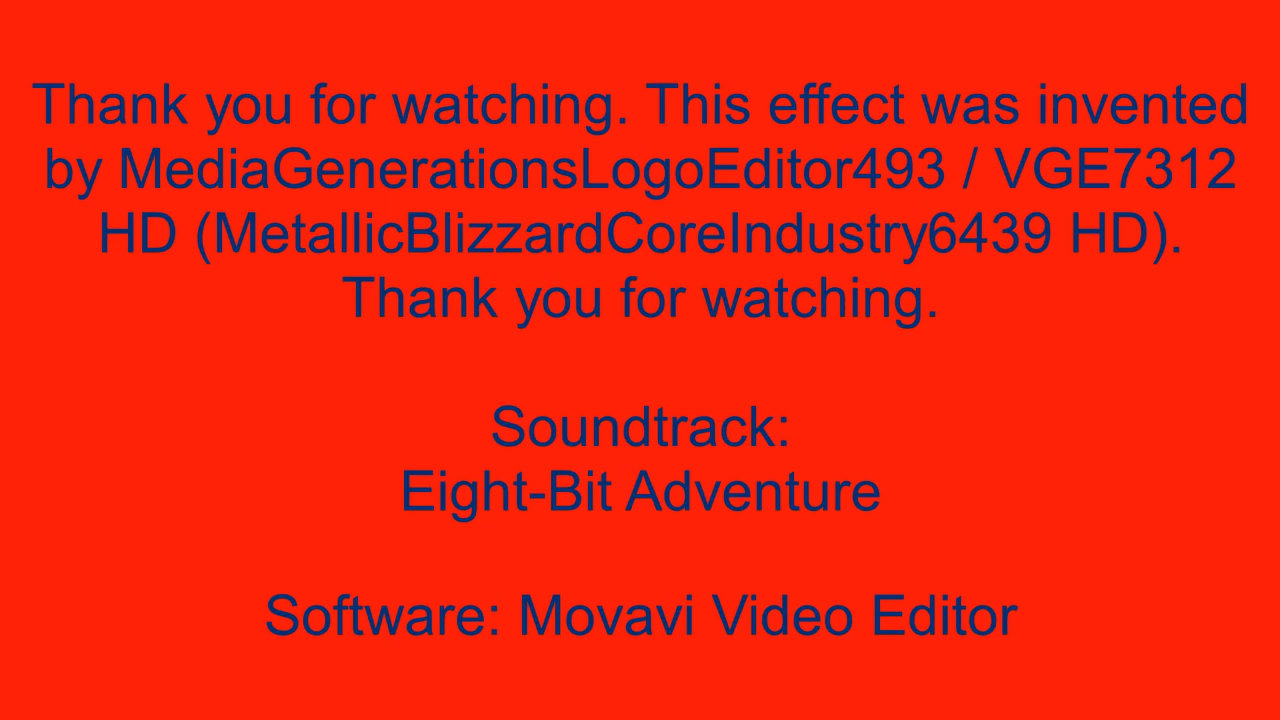 Thank you for watching. This effect was invented
by MediaGenerationsLogoEditor493 / VGE7312
HD (MetallicBlizzardCoreIndustry6439 HD).
Thank you for watching.
Soundtrack:
Eight-Bit Adventure
Software: Movavi Video Editor